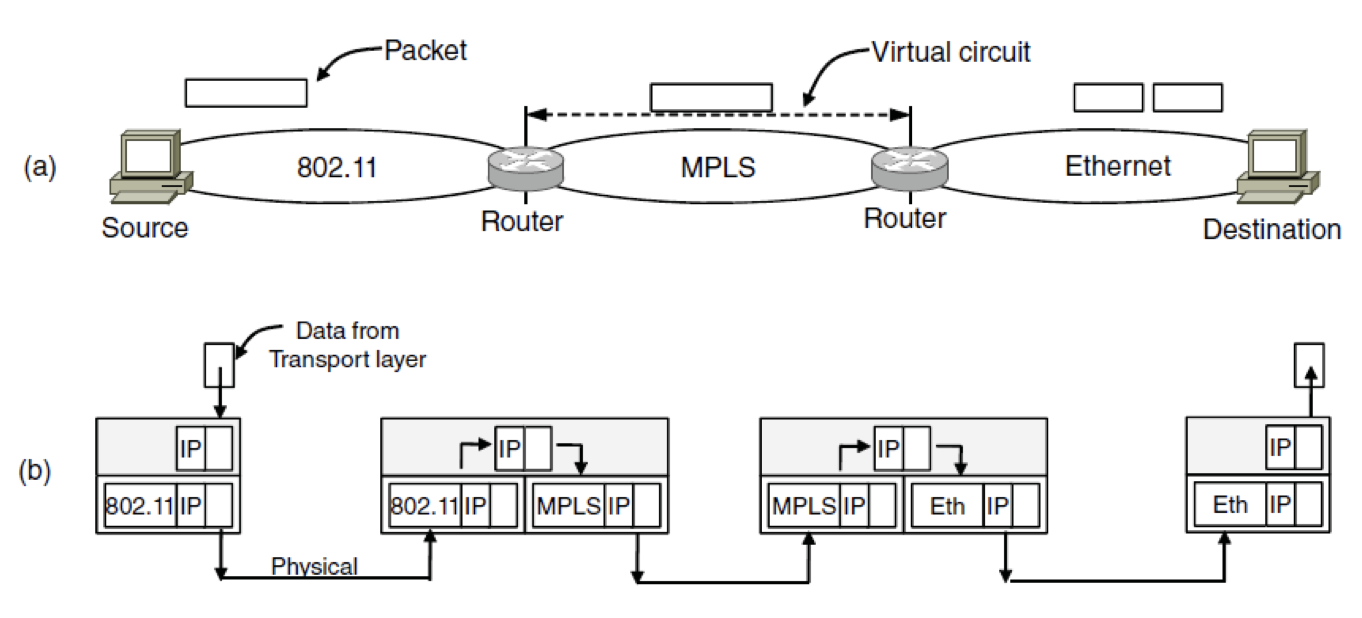 Packet
Virtual circuit
(a)
802.11
MPLS
Ethernet
Source
Router
Router
Destination
Data from
Transport layer
(b)
IP
IP
IP
IP
802.11 IP
802.11 IP
MPLS IP
MPLS IP
Eth IP
Eth IP
Physical